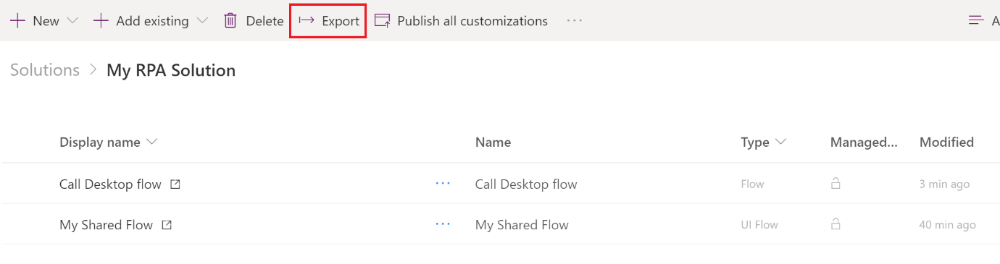 New Add existing Delete Export Publish all customizations ··· A
Solutions > My RPA Solution
Display name Name Type Managed... Modified
Call Desktop flow ··· Call Desktop flow Flow 3 min ago
My Shared Flow ··· My Shared Flow UI Flow 40 min ago